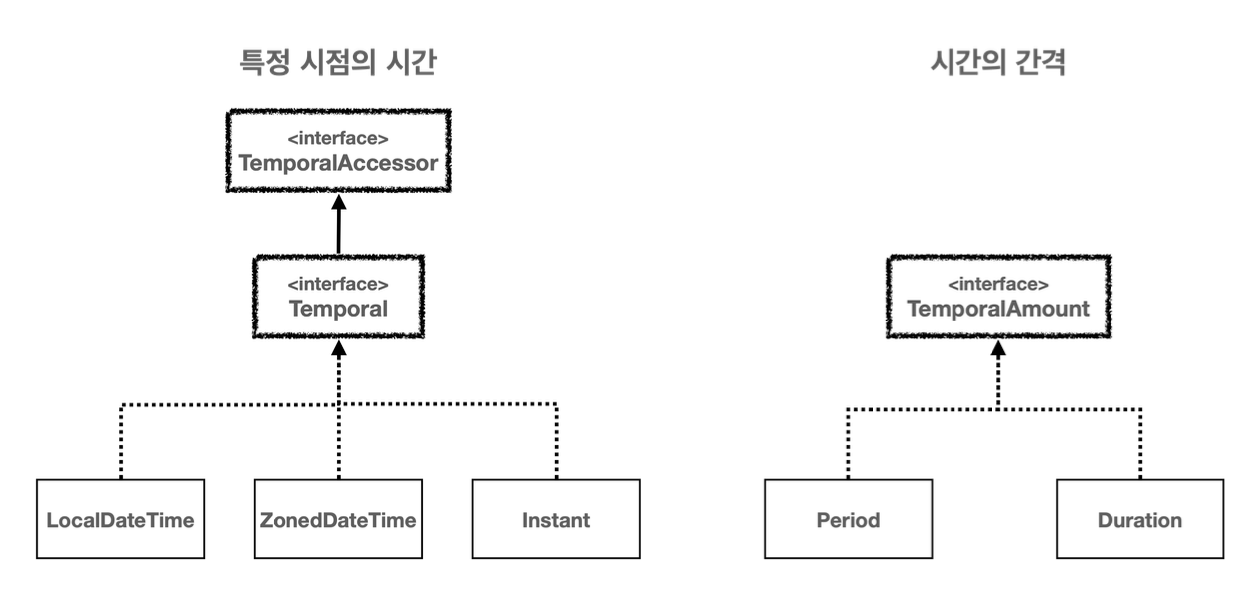 특정 시점의 시간
시간의 간격
<interface>
TemporalAccessor
<interface>
Temporal
<interface>
TemporalAmount
LocalDateTime
ZonedDateTime
Instant
Period
Duration